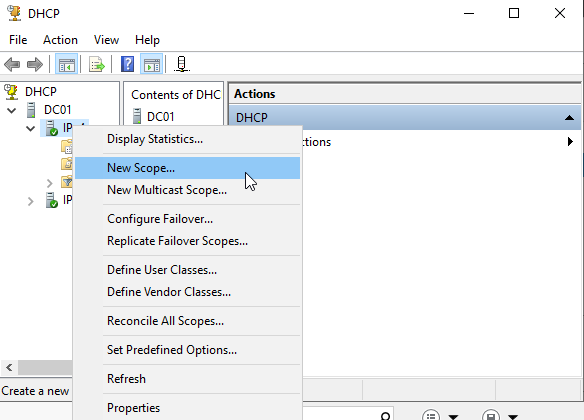 DHCP
File Action View Help
DHCP
DC01
IPv4
IP
Contents of DHC
DC01
Actions
DHCP
ctions
Display Statistics...
New Scope...
New Multicast Scope...
Configure Failover...
Replicate Failover Scopes...
Define User Classes...
Define Vendor Classes...
Reconcile All Scopes...
Set Predefined Options...
Refresh
Properties
Create a new